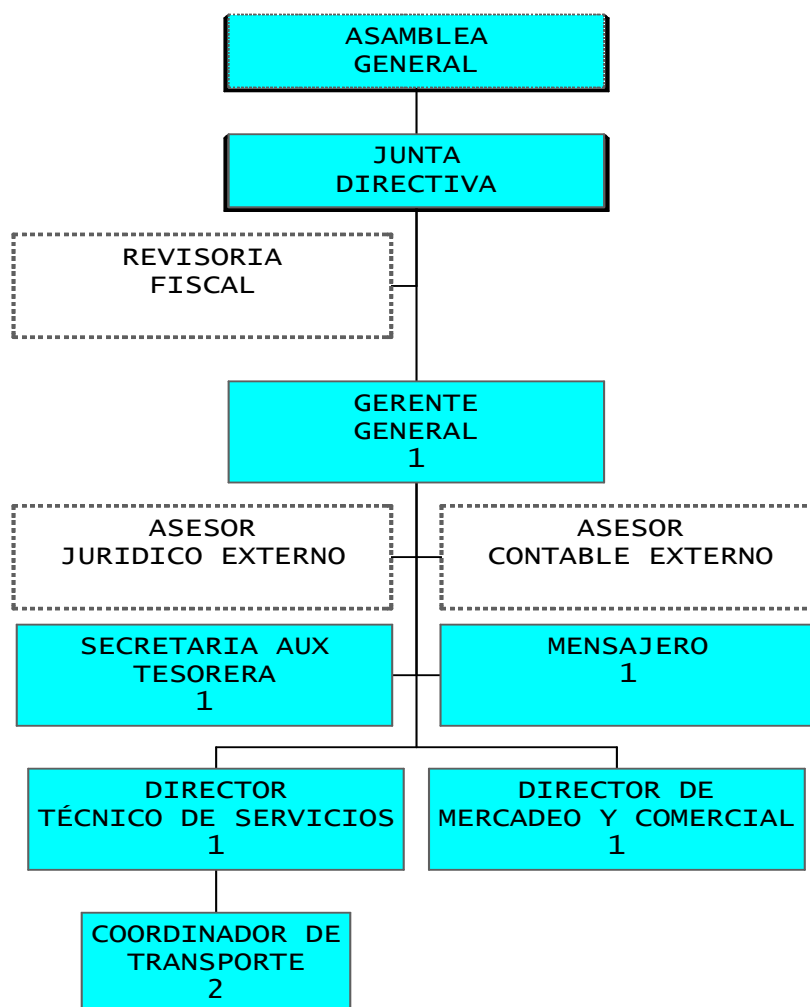 ASAMBLEA
GENERAL
JUNTA
DIRECTIVA
REVISORIA
FISCAL
GERENTE
GENERAL
1
ASESOR
JURIDICO EXTERNO
ASESOR
CONTABLE EXTERNO
SECRETARIA AUX
TESORERA
1
MENSAJERO
1
DIRECTOR
TÉCNICO DE SERVICIOS
1
DIRECTOR DE
MERCADEO Y COMERCIAL
1
COORDINADOR DE
TRANSPORTE
2